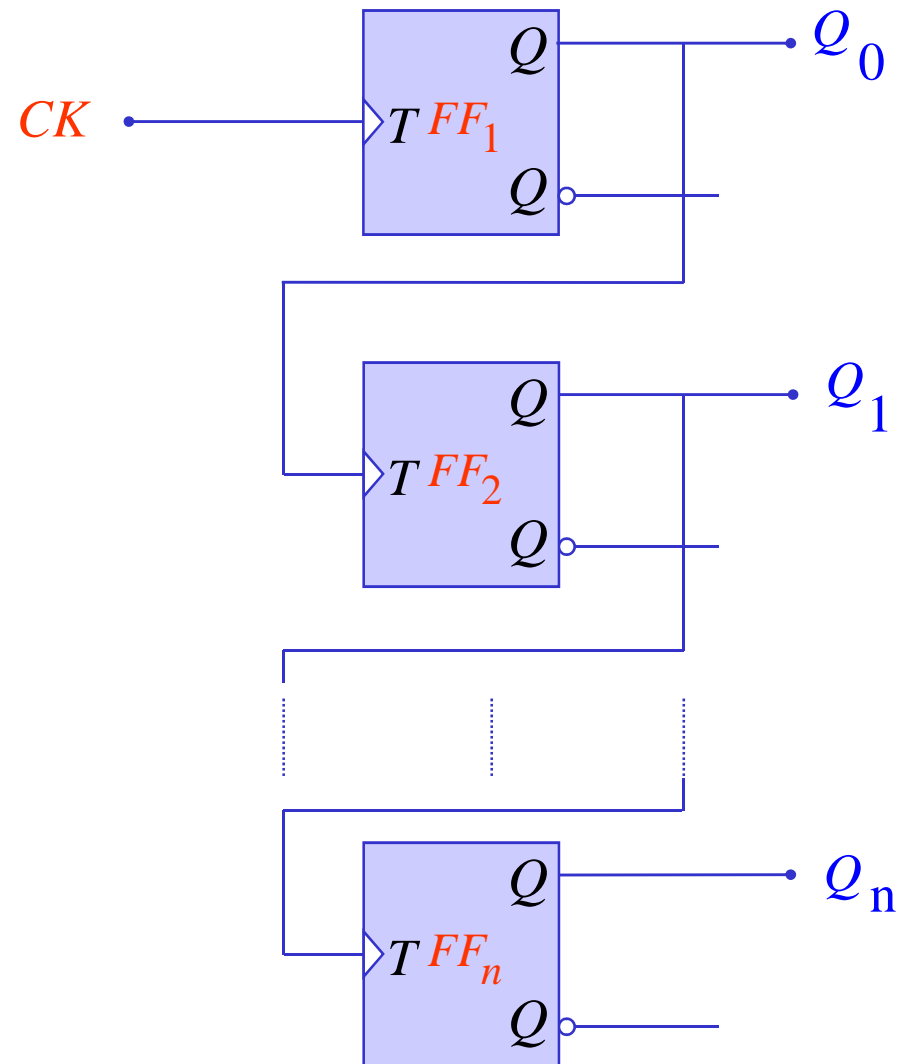 Q Q₀
CK T FF₁
Q
Q Q₁
T FF₂
Q
Q Qₙ
T FFₙ
Q